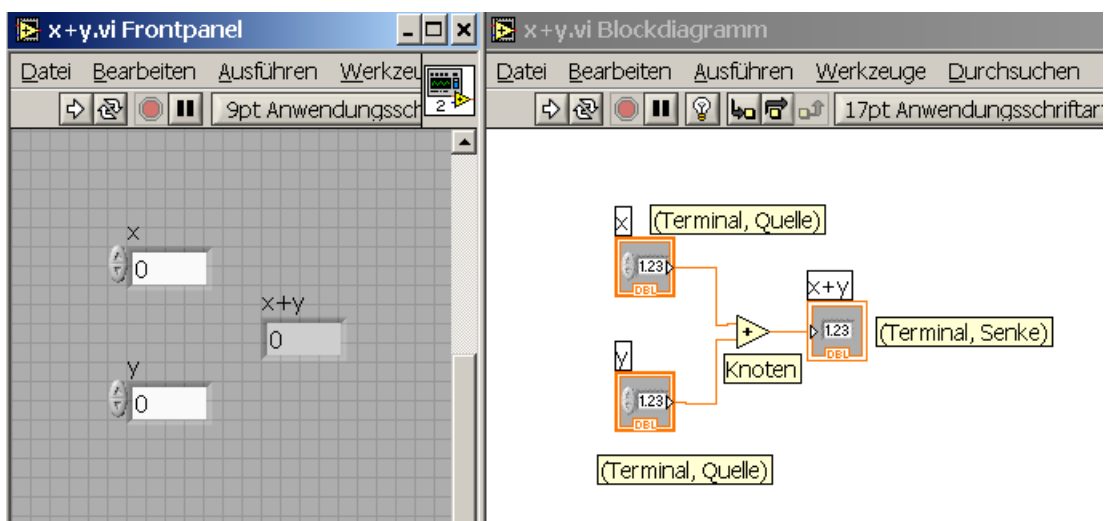 x+y.vi Frontpanel
Datei Bearbeiten Ausführen Werkzeu
9pt Anwendungssch
2
x
0
x+y
0
y
0
x+y.vi Blockdiagramm
Datei Bearbeiten Ausführen Werkzeuge Durchsuchen
17pt Anwendungsschriftar
x (Terminal, Quelle)
1.23
DBL
x+y
+
1.23
DBL
(Terminal, Senke)
Knoten
y
1.23
DBL
(Terminal, Quelle)